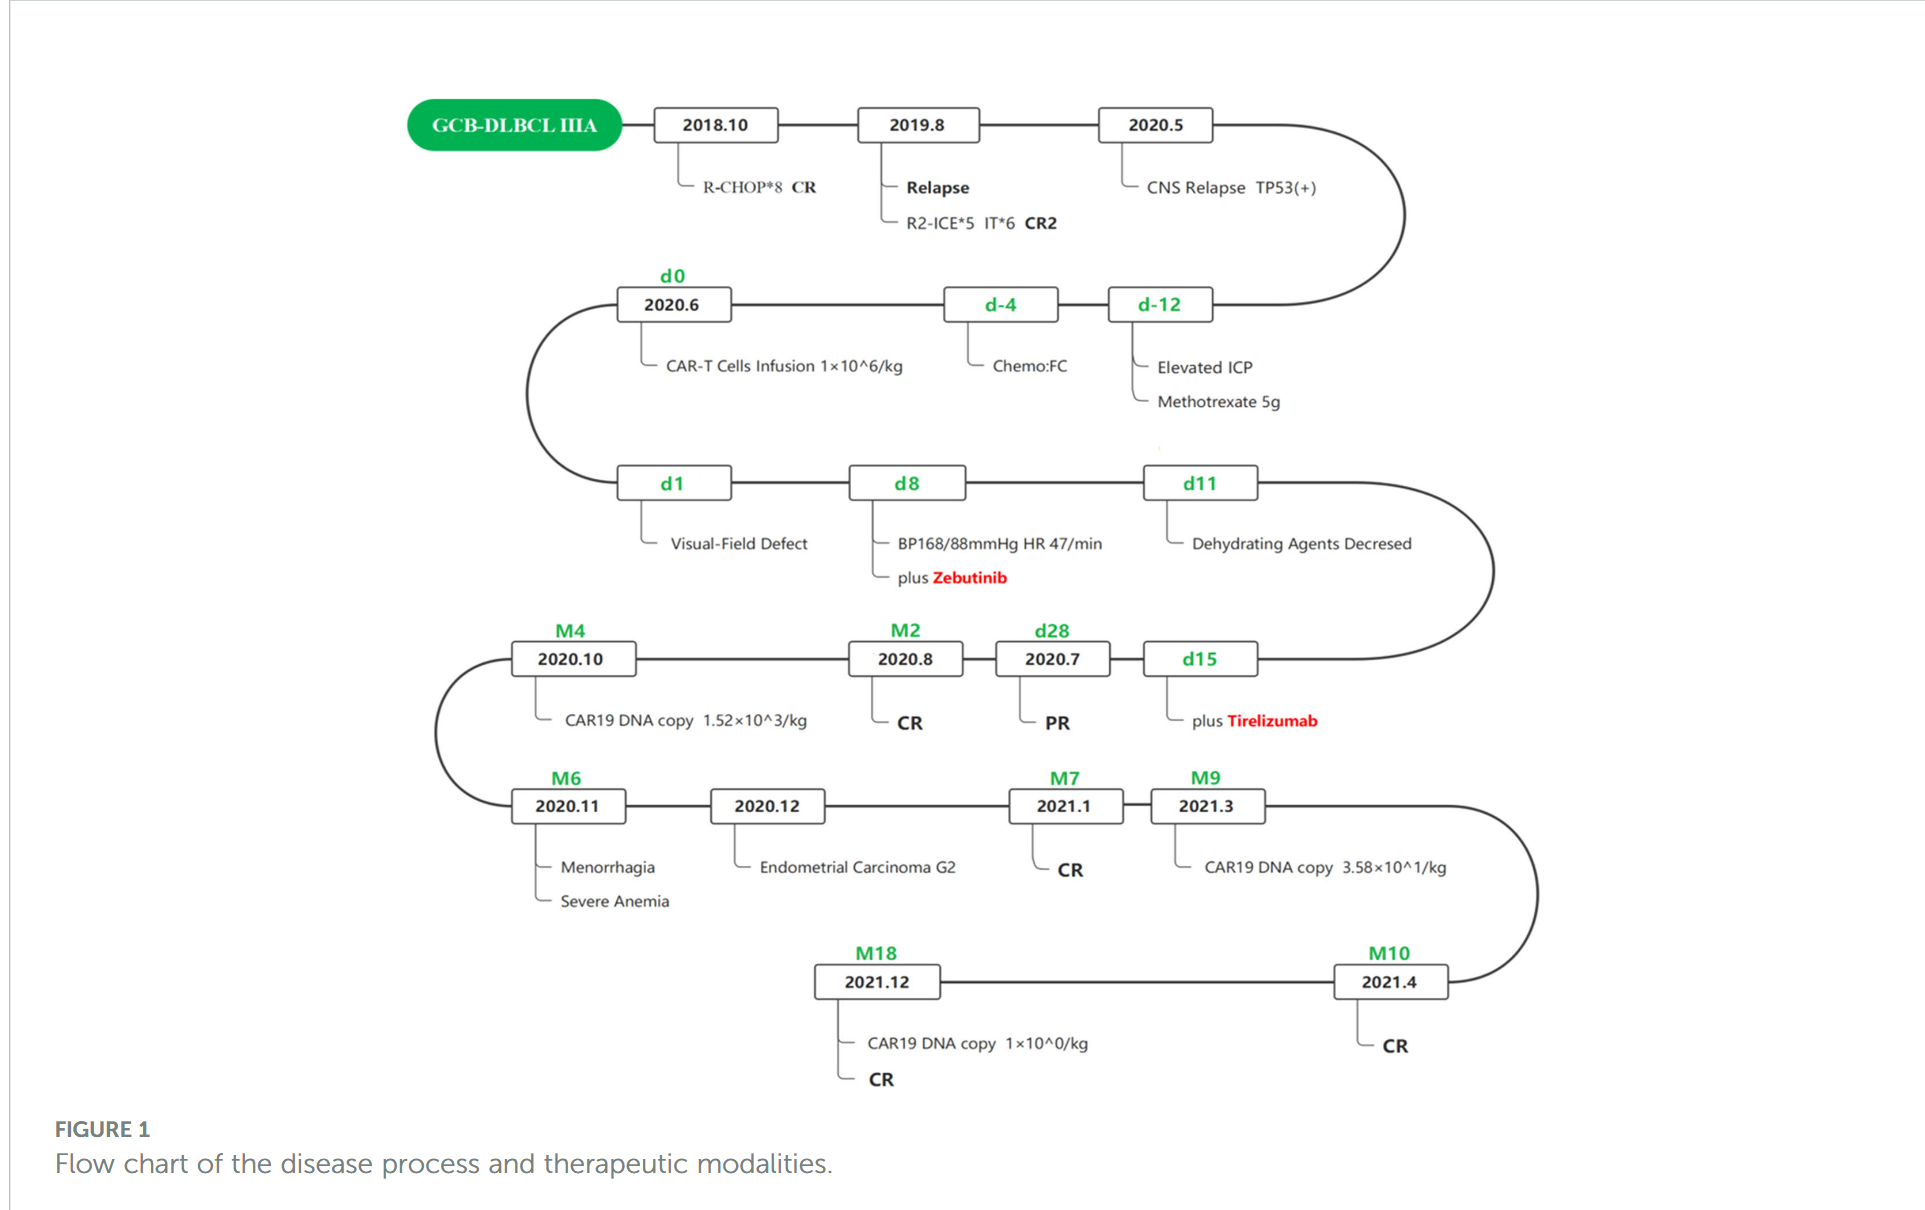 GCB-DLBCL IIIA
2018.10
R-CHOP*8 CR
2019.8
Relapse
R2-ICE*5 IT*6 CR2
2020.5
CNS Relapse TP53(+)
d-12
Elevated ICP
Methotrexate 5g
d-4
Chemo:FC
d0
2020.6
CAR-T Cells Infusion 1×10^6/kg
d1
Visual-Field Defect
d8
BP168/88mmHg HR 47/min
plus Zebutinib
d11
Dehydrating Agents Decresed
d15
plus Tirelizumab
d28
2020.7
PR
M2
2020.8
CR
M4
2020.10
CAR19 DNA copy 1.52×10^3/kg
M6
2020.11
Menorrhagia
Severe Anemia
2020.12
Endometrial Carcinoma G2
M7
2021.1
CR
M9
2021.3
CAR19 DNA copy 3.58×10^1/kg
M10
2021.4
CR
M18
2021.12
CAR19 DNA copy 1×10^0/kg
CR
FIGURE 1
Flow chart of the disease process and therapeutic modalities.